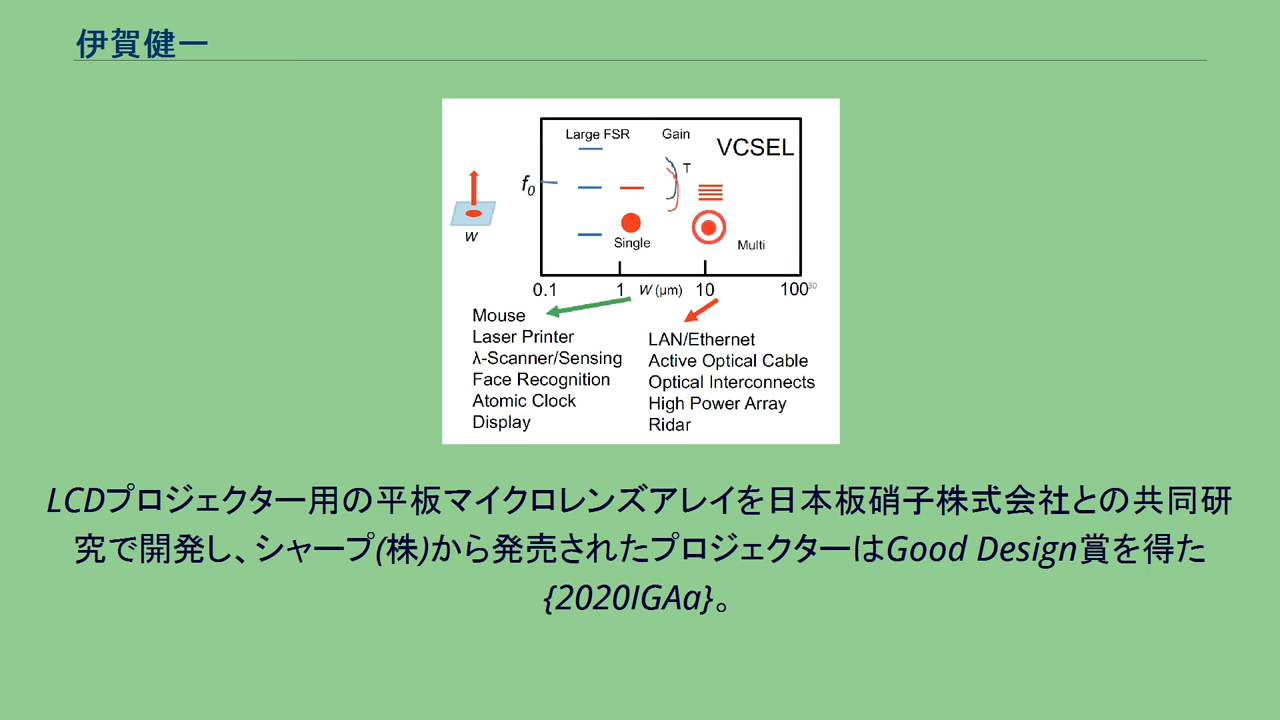 伊賀健一
Large FSR Gain
VCSEL
T
f0
Single
Multi
w
0.1 1 W (μm) 10 100 30
Mouse
Laser Printer
λ-Scanner/Sensing
Face Recognition
Atomic Clock
Display
LAN/Ethernet
Active Optical Cable
Optical Interconnects
High Power Array
Ridar
LCDプロジェクター用の平板マイクロレンズアレイを日本板硝子株式会社との共同研
究で開発し、シャープ(株)から発売されたプロジェクターはGood Design賞を得た
{2020IGAa}。